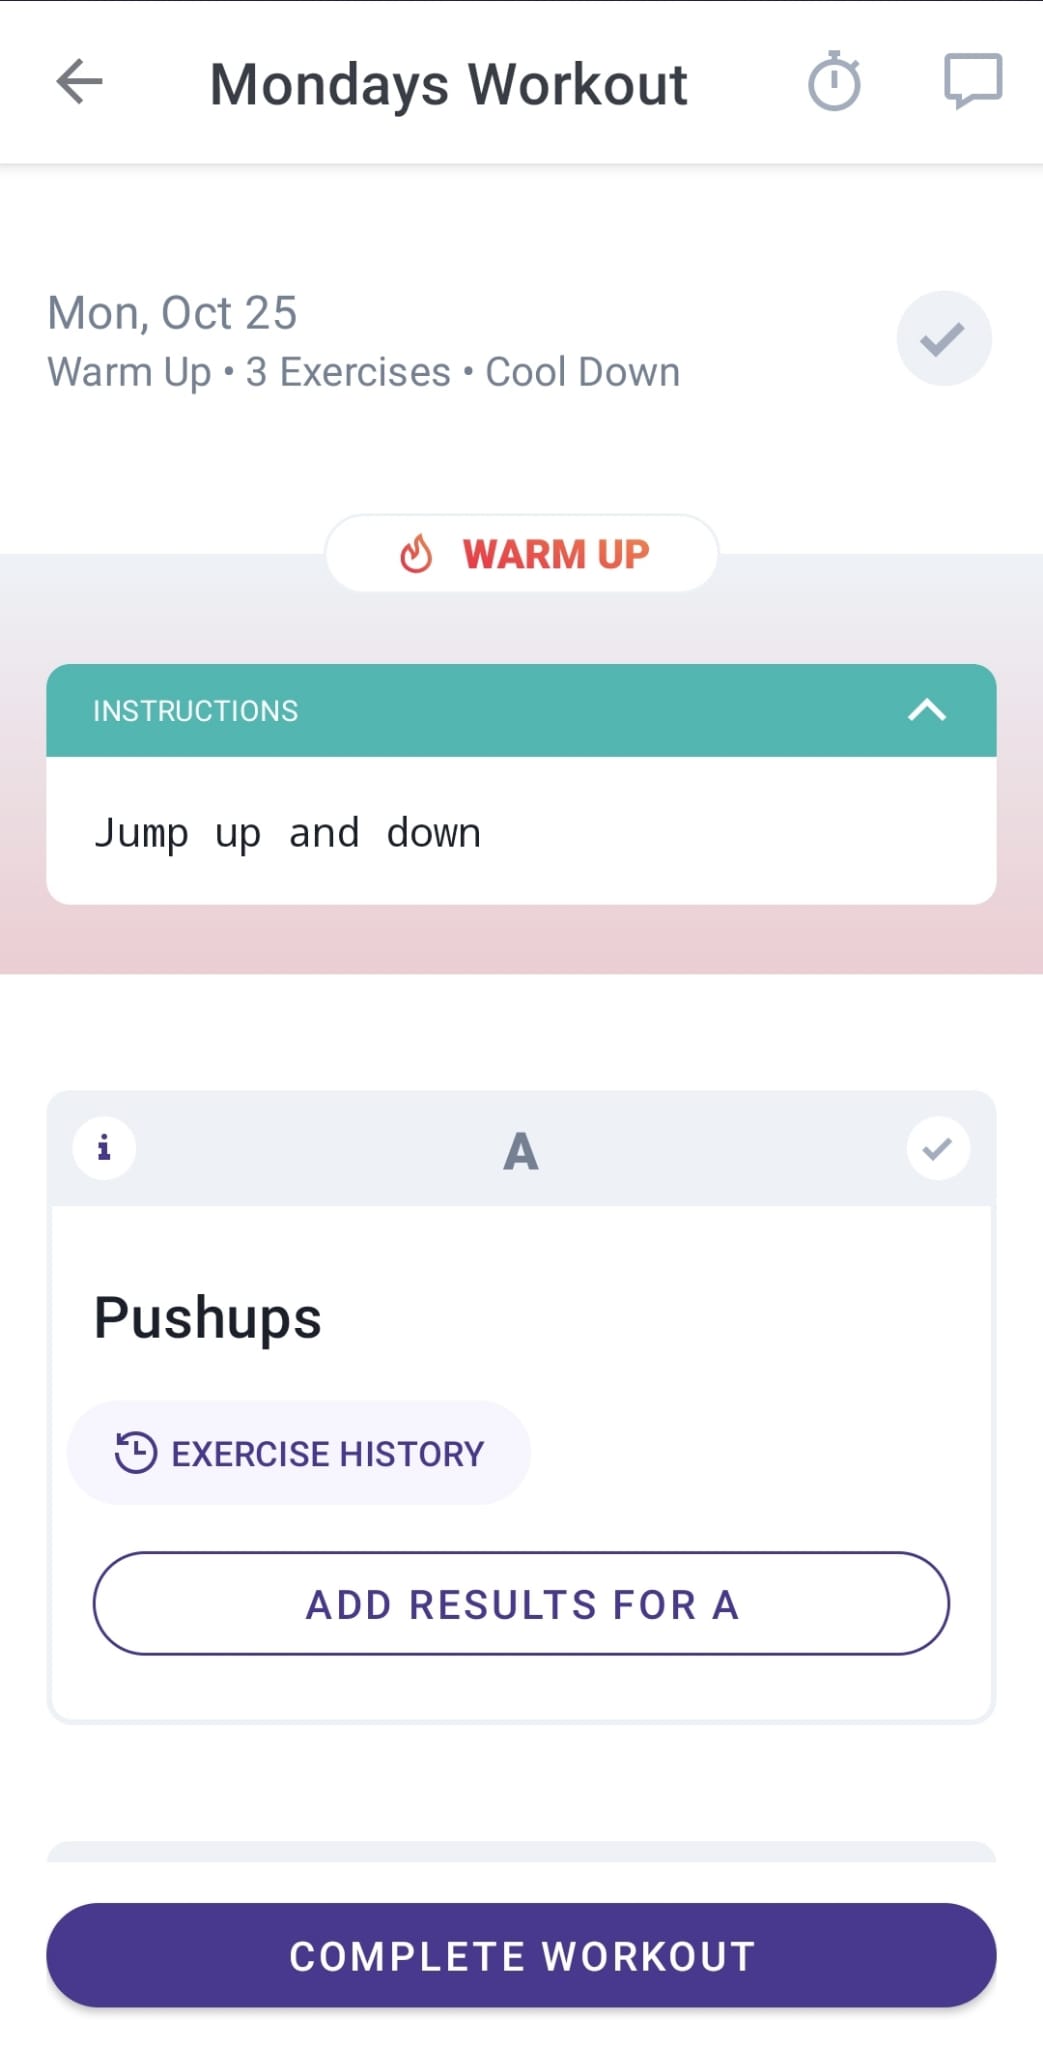 Mondays Workout
Mon, Oct 25
Warm Up • 3 Exercises • Cool Down
WARM UP
INSTRUCTIONS
Jump up and down
A
Pushups
EXERCISE HISTORY
ADD RESULTS FOR A
COMPLETE WORKOUT